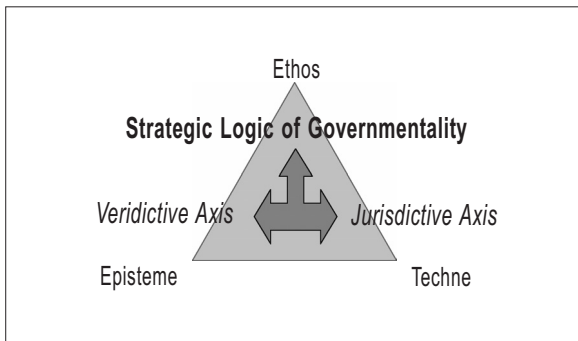 Ethos
Strategic Logic of Governmentality
Veridictive Axis
Jurisdictive Axis
Episteme
Techne